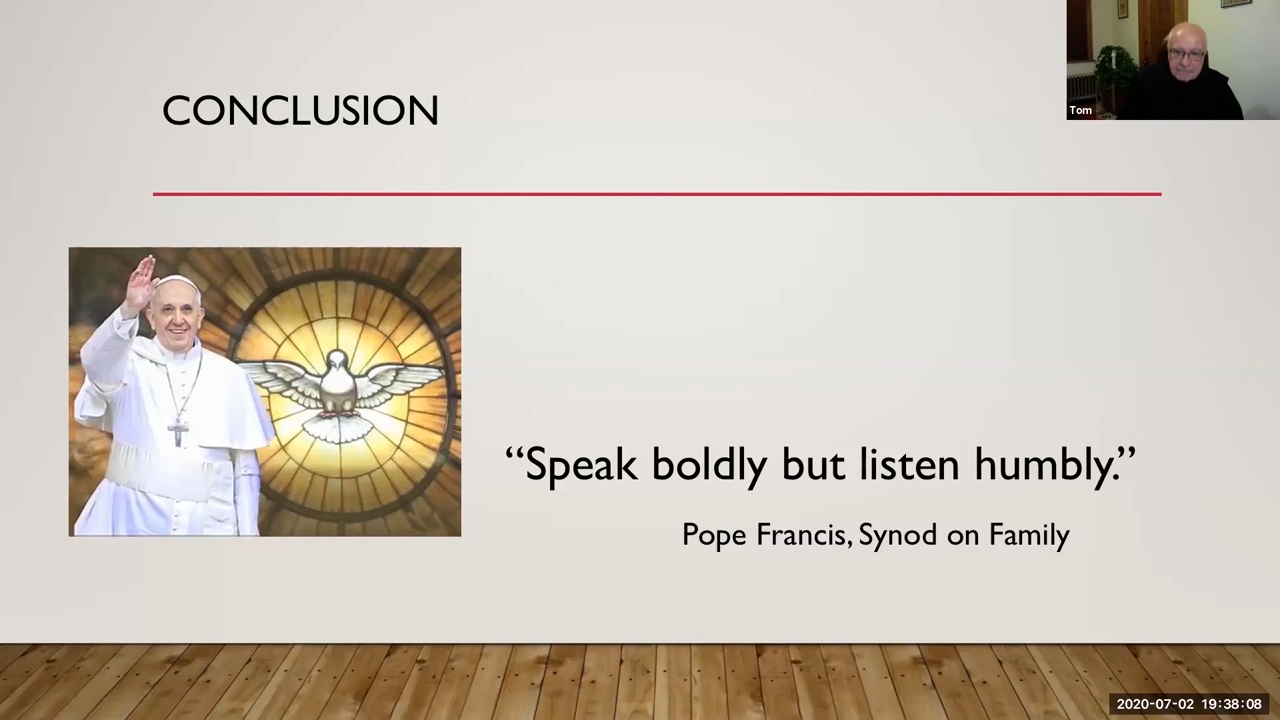 CONCLUSION
Tom
“Speak boldly but listen humbly.”
Pope Francis, Synod on Family
2020-07-02 19:38:08